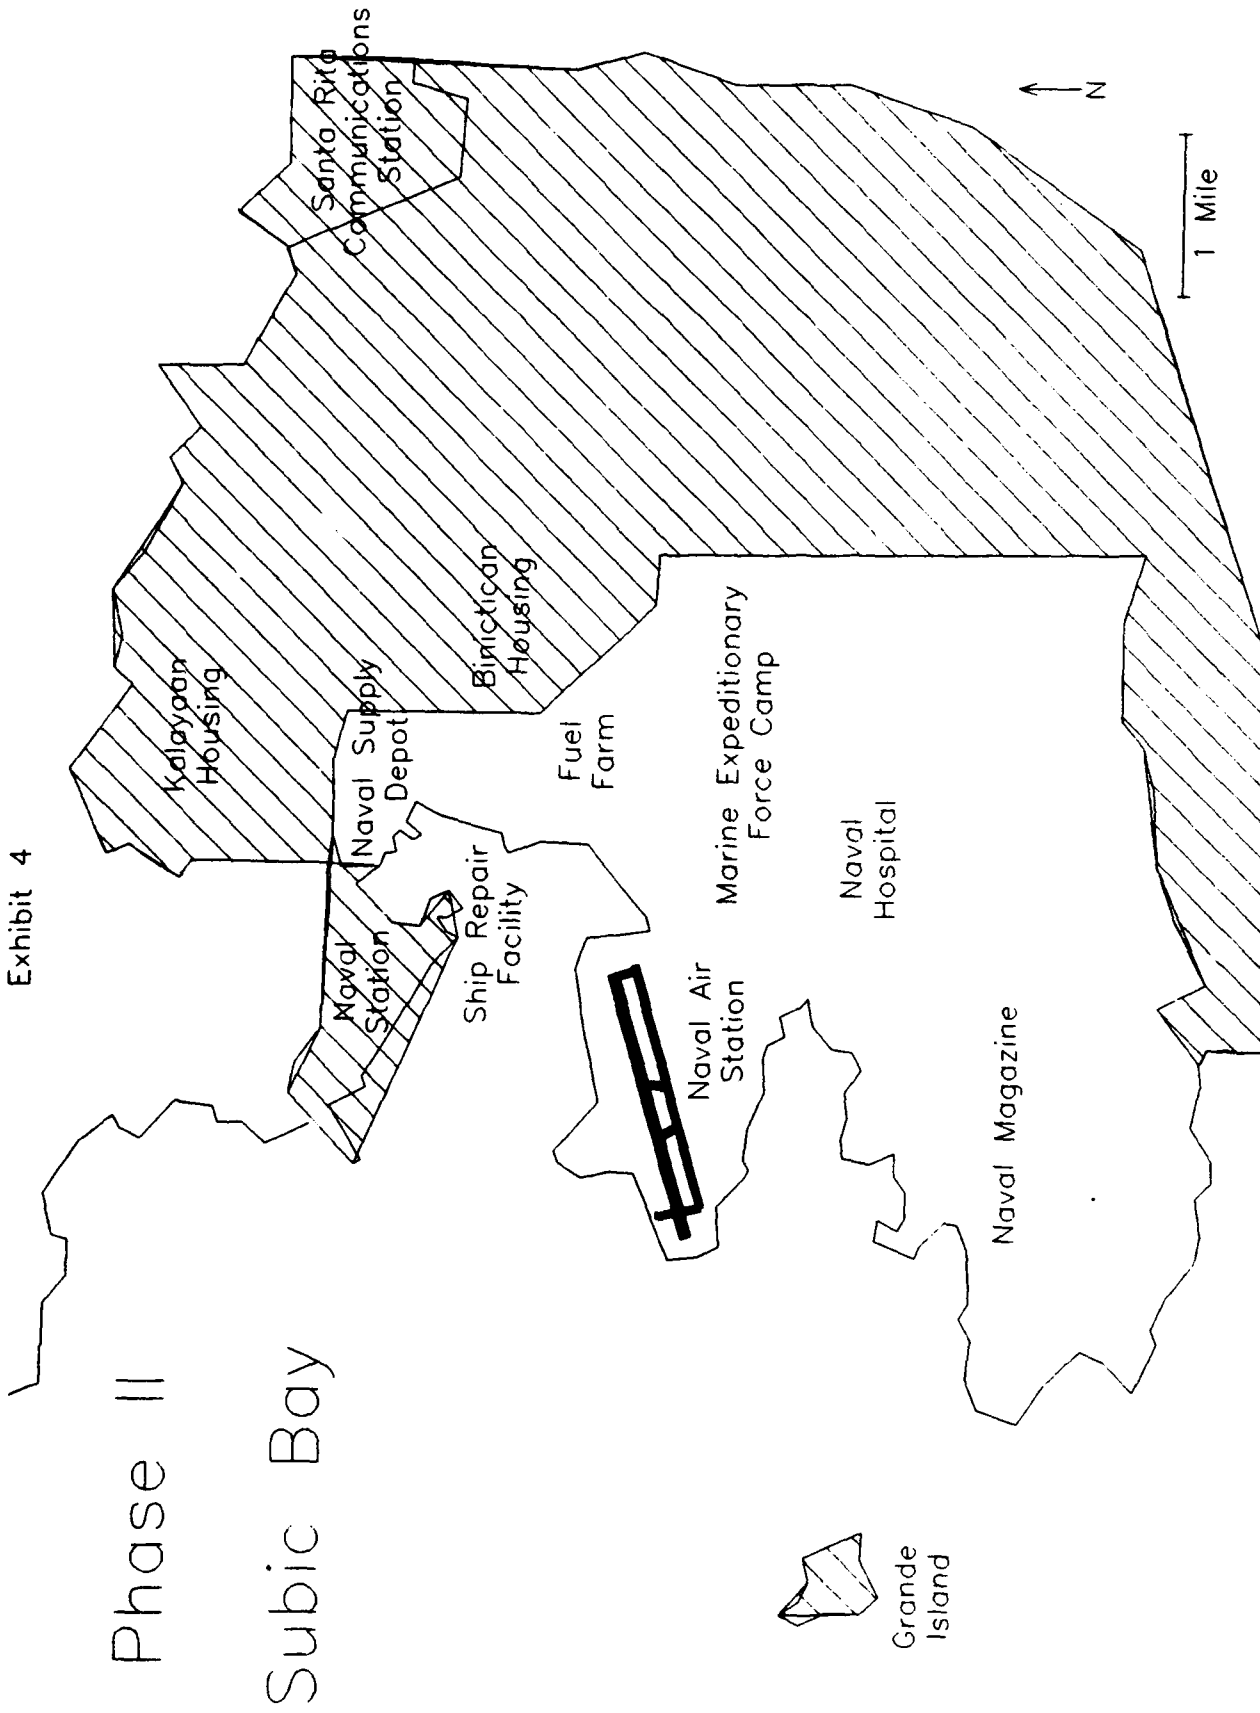 Exhibit 4
Phase II
Subic Bay
Kalayaan
Housing
Santa Rita
Communications
Station
Naval
Station
Naval Supply
Depot
Binictican
Housing
Ship Repair
Facility
Fuel
Farm
Naval Air
Station
Marine Expeditionary
Force Camp
Naval
Hospital
Naval Magazine
Grande
Island
N
1 Mile